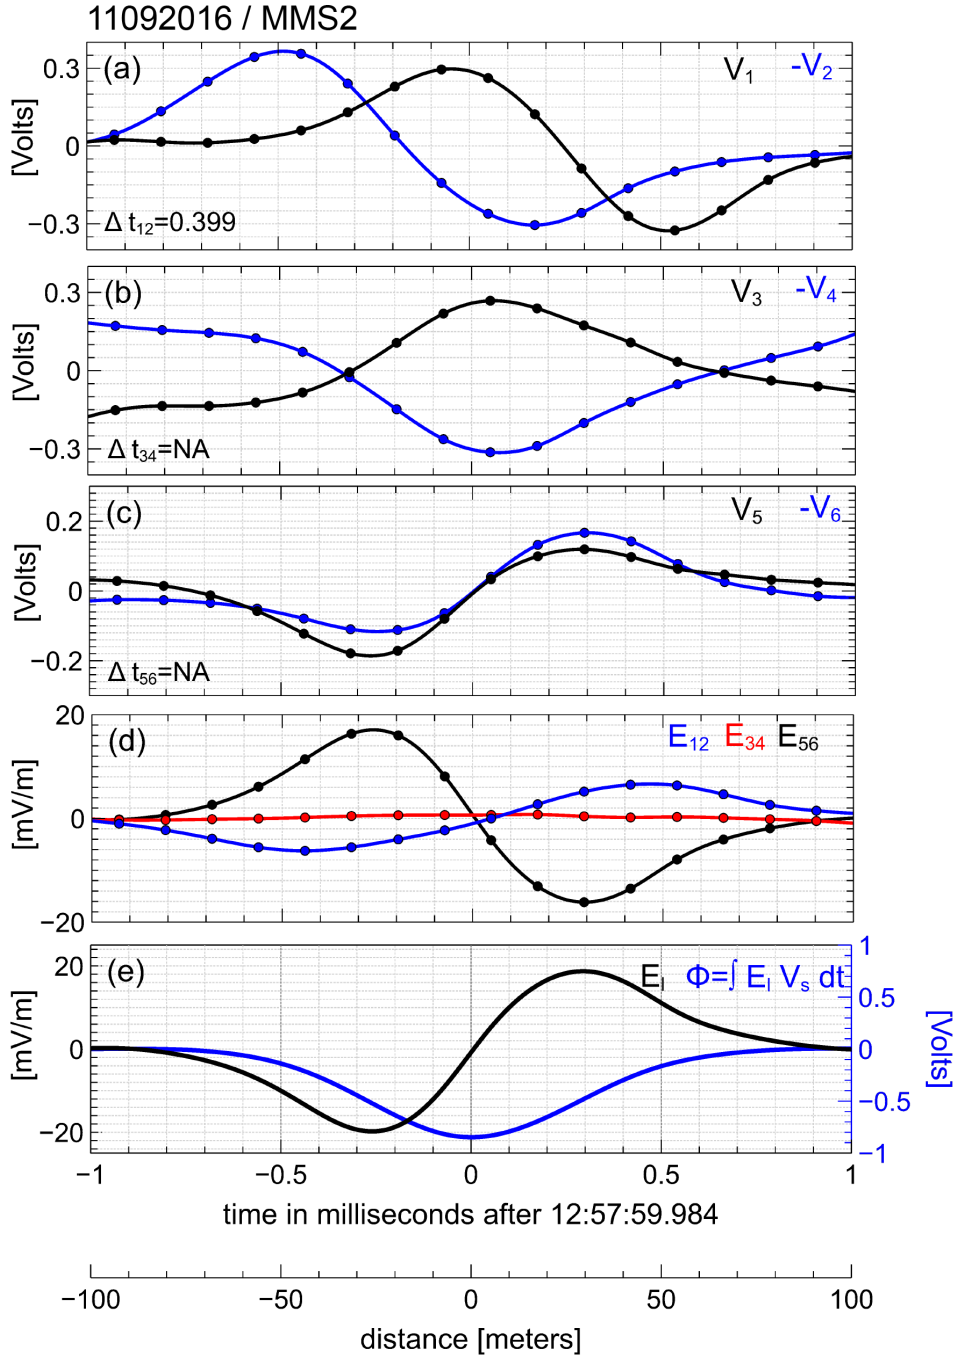 11092016 / MMS2
(a) V1 -V2
[Volts]
0.3
0
−0.3
Δ t12=0.399
(b) V3 -V4
[Volts]
0.3
0
−0.3
Δ t34=NA
(c) V5 -V6
[Volts]
0.2
0
−0.2
Δ t56=NA
(d) E12 E34 E56
[mV/m]
20
0
−20
(e) El Φ=∫ El Vs dt
[mV/m]
20
0
−20
1
0.5
0
−0.5
−1
[Volts]
−1 −0.5 0 0.5 1
time in milliseconds after 12:57:59.984
−100 −50 0 50 100
distance [meters]